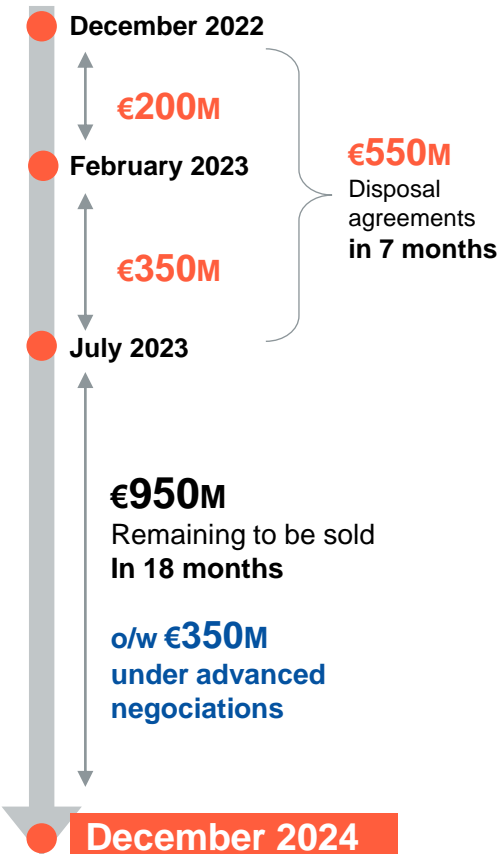 December 2022
€200M
February 2023
€550M
Disposal
agreements
in 7 months
€350M
July 2023
€950M
Remaining to be sold
In 18 months
o/w €350M
under advanced
negociations
December 2024